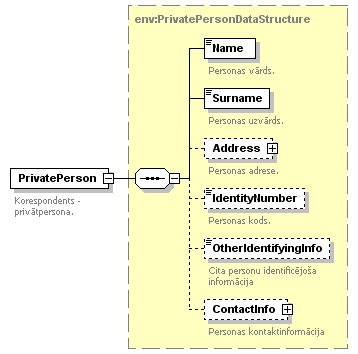 env:PrivatePersonDataStructure
Name
Personas vārds.
Surname
Personas uzvārds.
Address
Personas adrese.
PrivatePerson
Korespondents -
privātpersona.
IdentityNumber
Personas kods.
OtherIdentifyingInfo
Cita personu identificējoša
informācija
ContactInfo
Personas kontaktinformācija